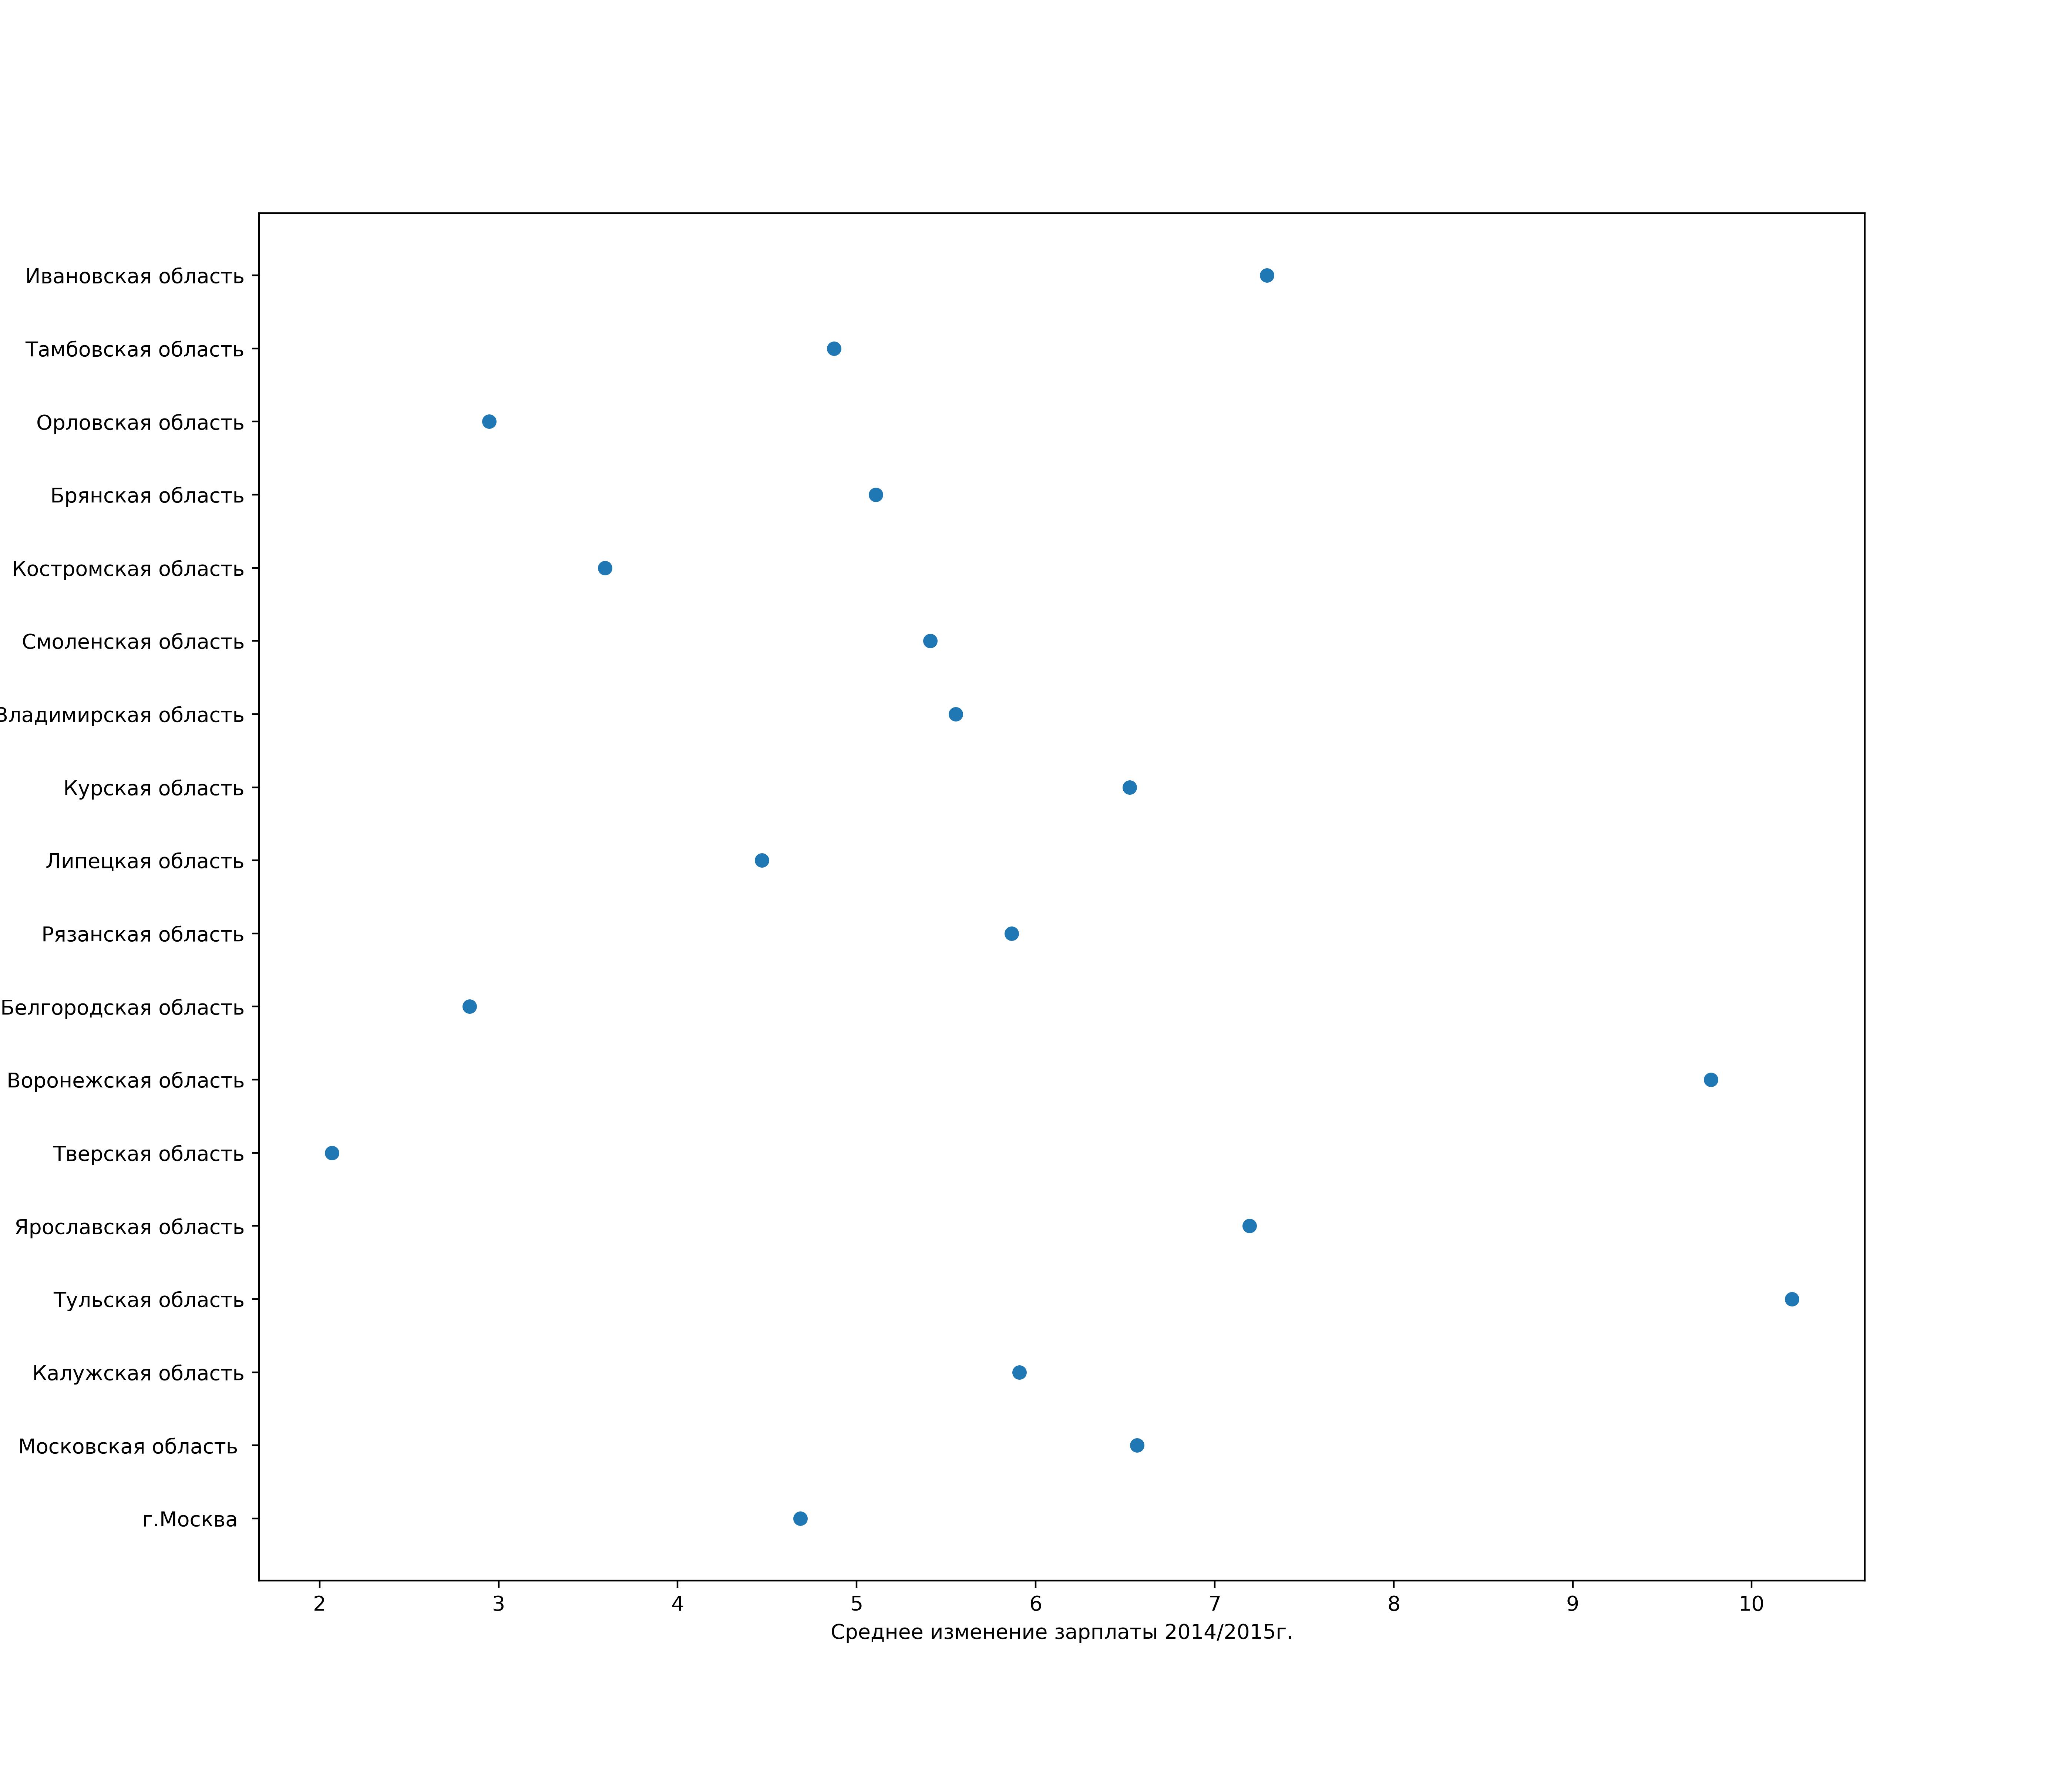 Ивановская область
Тамбовская область
Орловская область
Брянская область
Костромская область
Смоленская область
Владимирская область
Курская область
Липецкая область
Рязанская область
Белгородская область
Воронежская область
Тверская область
Ярославская область
Тульская область
Калужская область
Московская область
г.Москва
2 3 4 5 6 7 8 9 10
Среднее изменение зарплаты 2014/2015г.